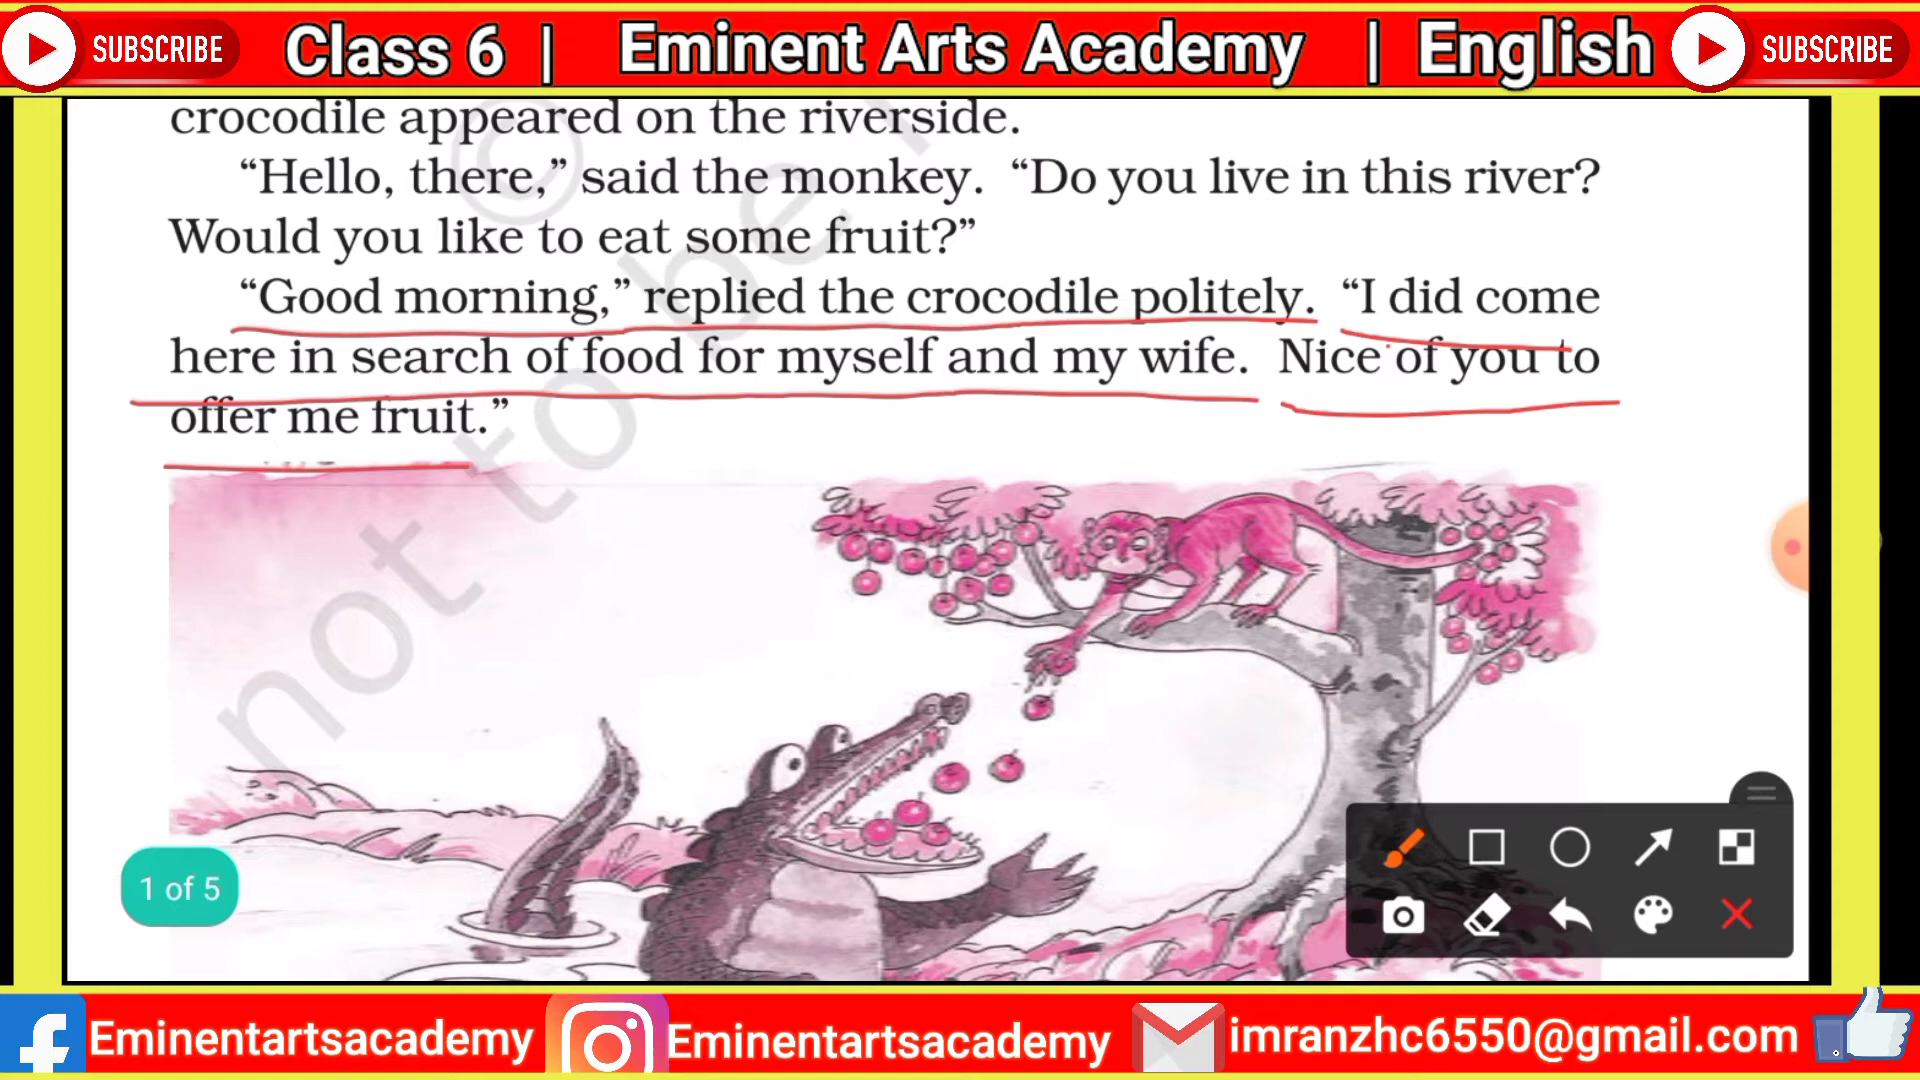 SUBSCRIBE Class 6 | Eminent Arts Academy | English SUBSCRIBE
crocodile appeared on the riverside.
“Hello, there,” said the monkey. “Do you live in this river?
Would you like to eat some fruit?”
“Good morning,” replied the crocodile politely. “I did come
here in search of food for myself and my wife. Nice of you to
offer me fruit.”
© not to be r
1 of 5
Eminentartsacademy Eminentartsacademy imranzhc6550@gmail.com